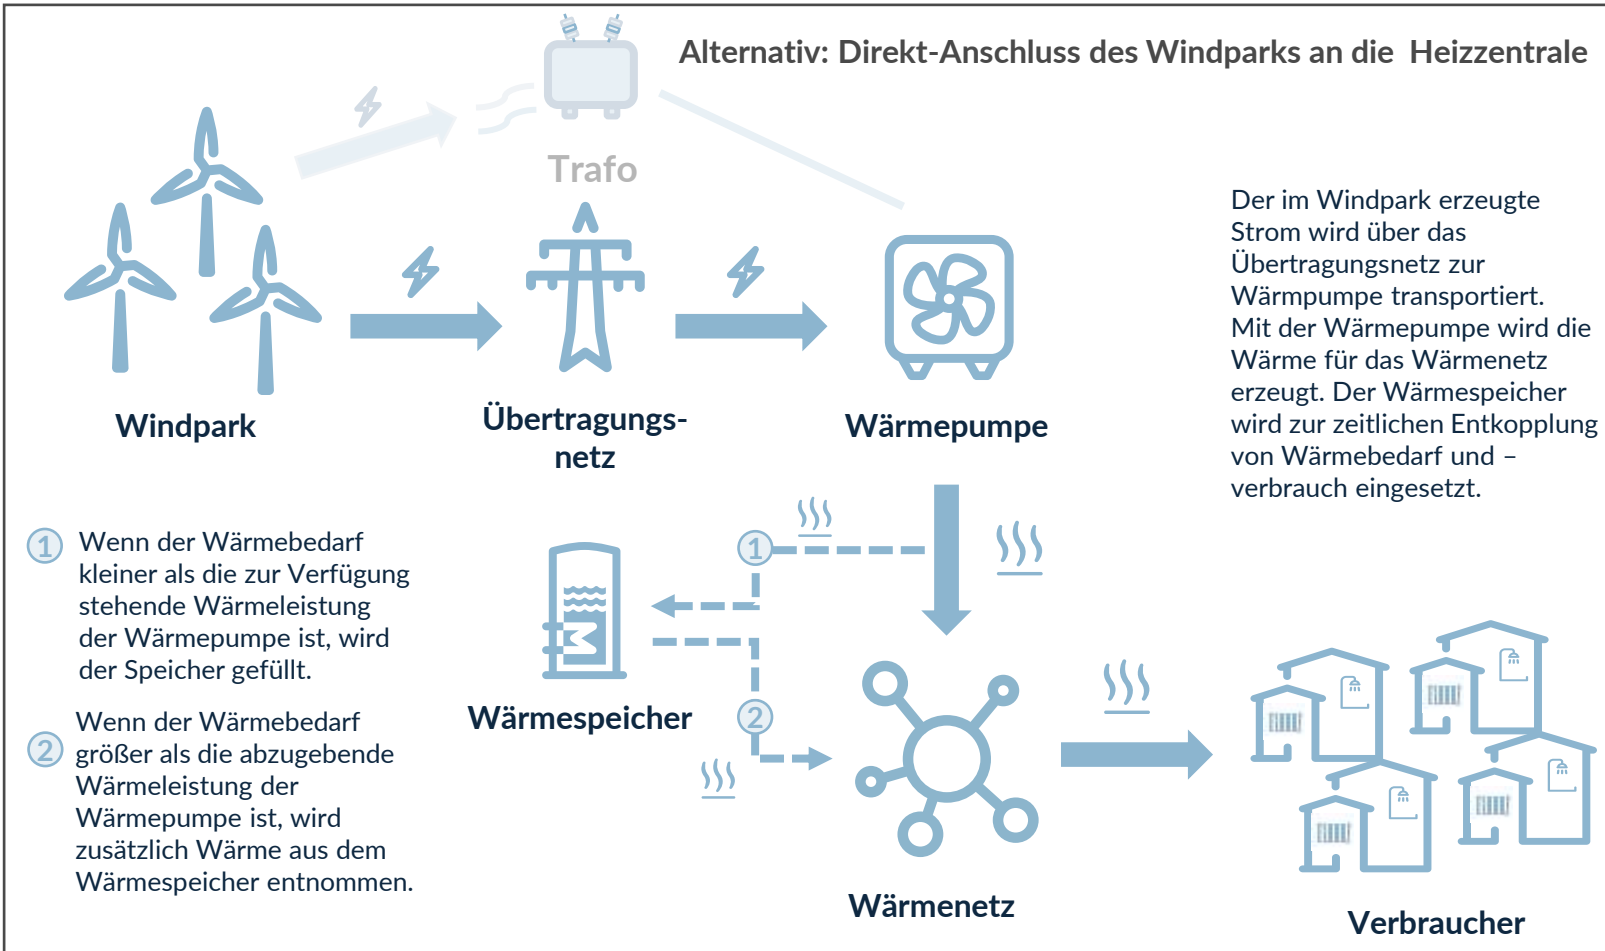 Alternativ: Direkt-Anschluss des Windparks an die Heizzentrale
Trafo
Windpark
Übertragungs-
netz
Wärmepumpe
Der im Windpark erzeugte
Strom wird über das
Übertragungsnetz zur
Wärmpumpe transportiert.
Mit der Wärmepumpe wird die
Wärme für das Wärmenetz
erzeugt. Der Wärmespeicher
wird zur zeitlichen Entkopplung
von Wärmebedarf und –
verbrauch eingesetzt.
1
Wenn der Wärmebedarf
kleiner als die zur Verfügung
stehende Wärmeleistung
der Wärmepumpe ist, wird
der Speicher gefüllt.
2
Wenn der Wärmebedarf
größer als die abzugebende
Wärmeleistung der
Wärmepumpe ist, wird
zusätzlich Wärme aus dem
Wärmespeicher entnommen.
1
Wärmespeicher
2
Wärmenetz
Verbraucher